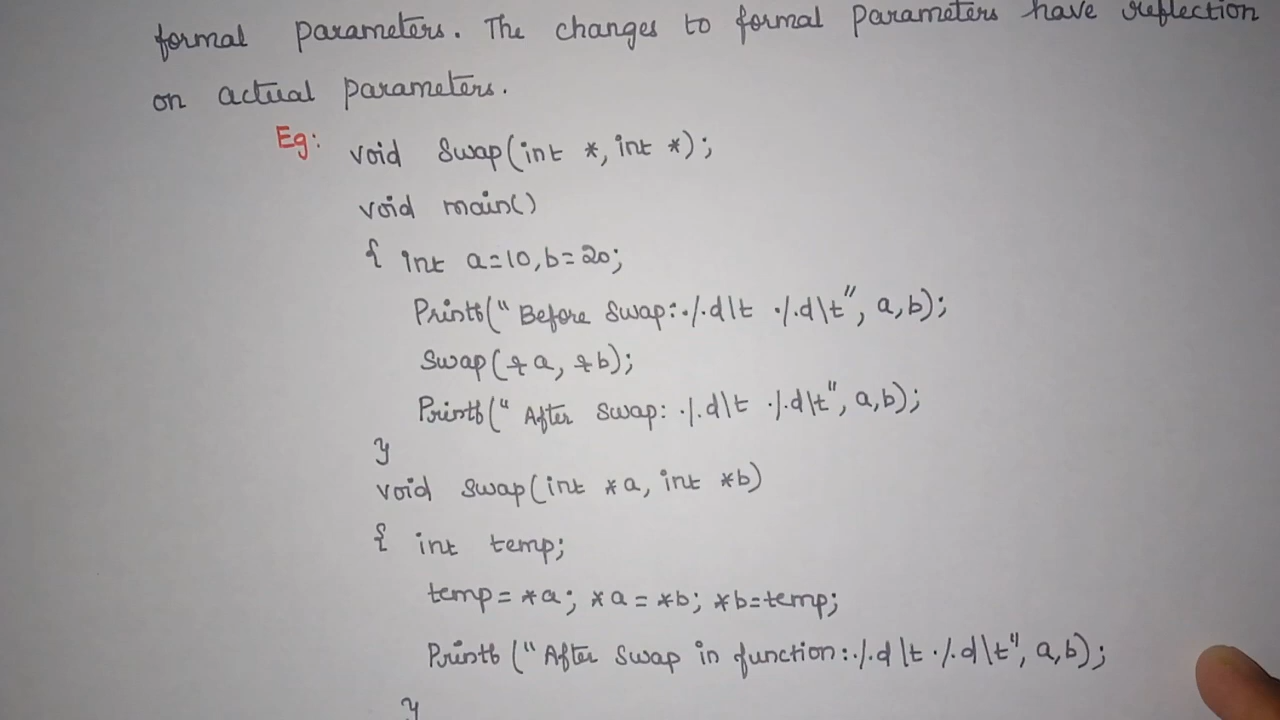 formal parameters. The changes to formal parameters have reflection
on actual parameters.
Eg: void Swap(int *, int *);
void main()
{ int a=10, b=20;
Printf("Before Swap:%d\t %d\t", a,b);
Swap(&a, &b);
Printf("After Swap: %d\t %d\t", a,b);
}
void Swap(int *a, int *b)
{ int temp;
temp = *a; *a = *b; *b=temp;
Printf("After Swap in function:%d\t %d\t", a,b);
}